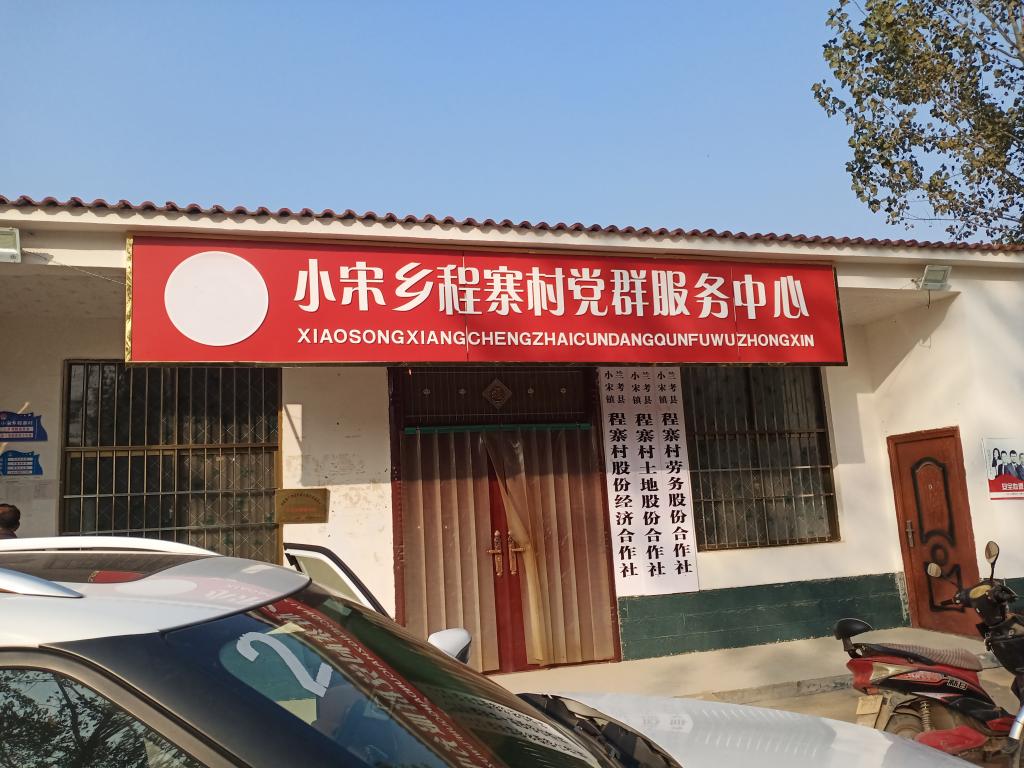 小宋乡程寨村党群服务中心
XIAOSONGXIANGCHENGZHAICUNDANGQUNFUWUZHONGXIN
兰考县
小宋镇
程寨村股份经济合作社
兰考县
小宋镇
程寨村土地股份合作社
兰考县
小宋镇
程寨村劳务股份合作社
2